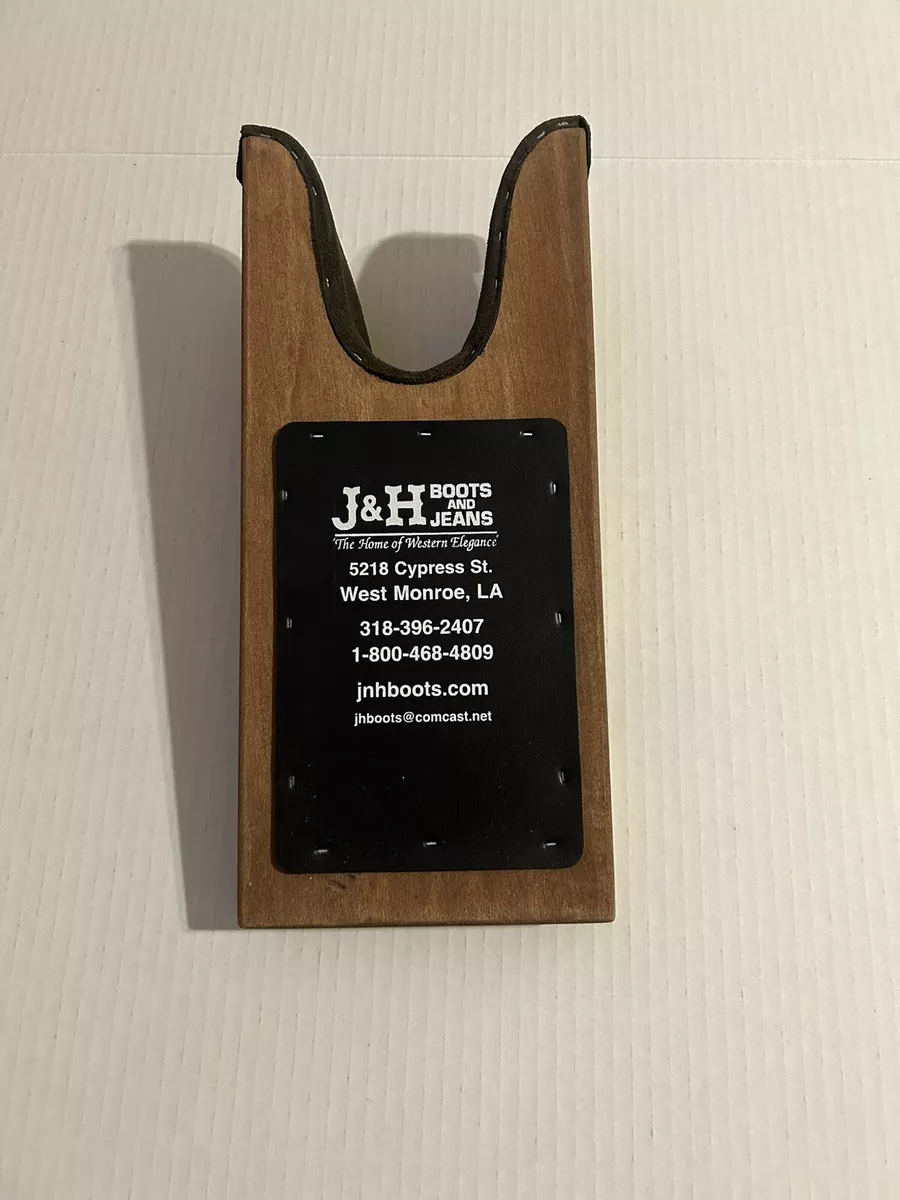 J&H BOOTS AND JEANS
"The Home of Western Elegance"
5218 Cypress St.
West Monroe, LA
318-396-2407
1-800-468-4809
jnhboots.com
jhboots@comcast.net